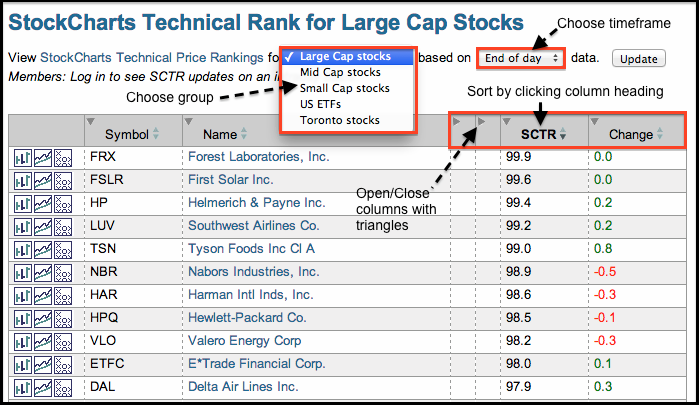 StockCharts Technical Rank for Large Cap Stocks
Choose timeframe
View StockCharts Technical Price Rankings for
Large Cap stocks
based on End of day data. Update
Members: Log in to see SCTR updates on an
Mid Cap stocks
Choose group
Small Cap stocks
Sort by clicking column heading
US ETFs
Toronto stocks
Symbol Name SCTR Change
FRX Forest Laboratories, Inc. 99.9 0.0
FSLR First Solar Inc. 99.6 0.0
Open/Close
columns with
triangles
HP Helmerich & Payne Inc. 99.4 0.2
LUV Southwest Airlines Co. 99.2 0.2
TSN Tyson Foods Inc Cl A 99.0 0.8
NBR Nabors Industries, Inc. 98.9 -0.5
HAR Harman Intl Inds, Inc. 98.6 -0.3
HPQ Hewlett-Packard Co. 98.5 -0.1
VLO Valero Energy Corp 98.2 -0.3
ETFC E*Trade Financial Corp. 98.0 0.1
DAL Delta Air Lines Inc. 97.9 0.3